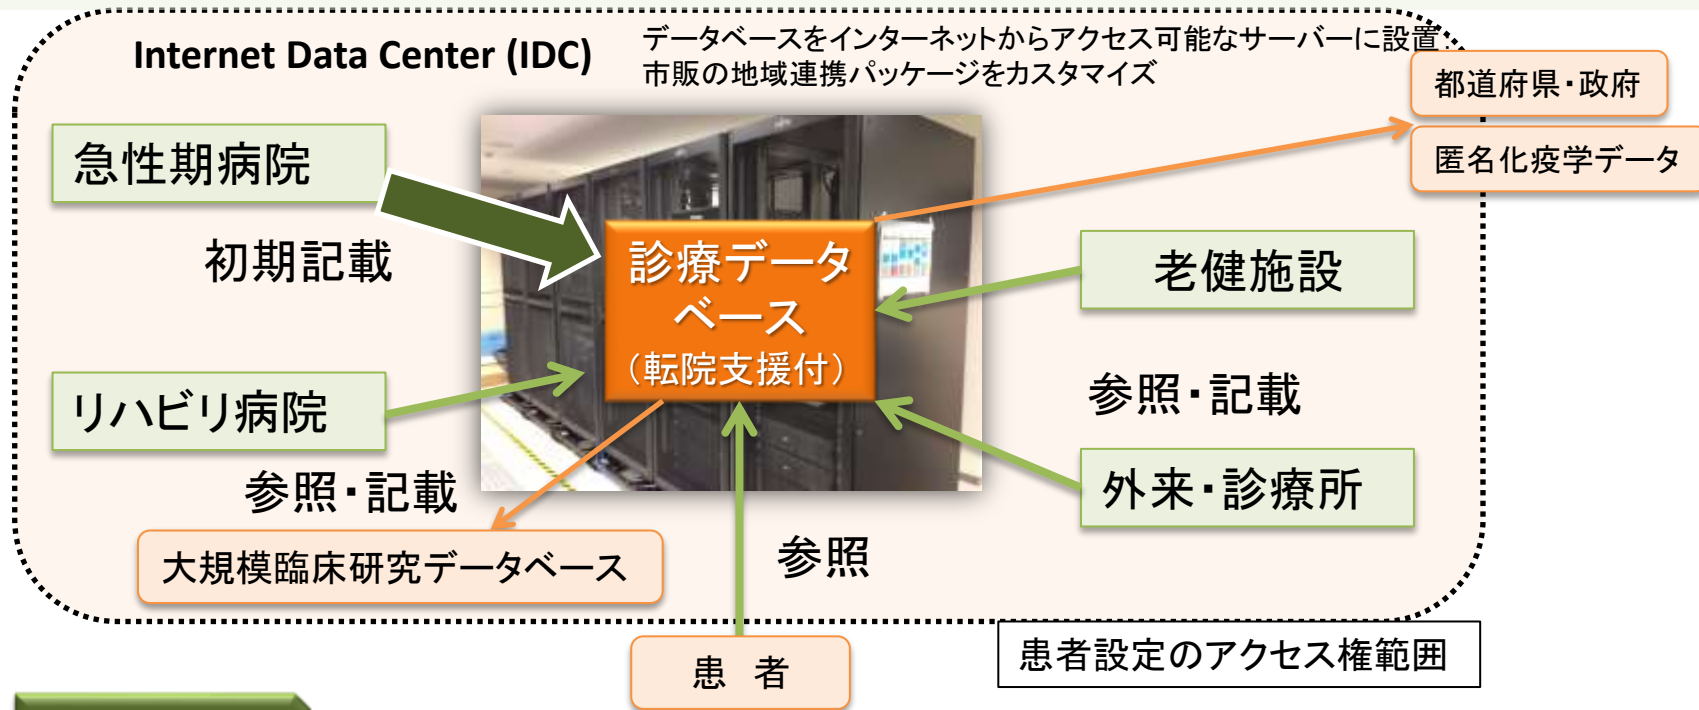 Internet Data Center (IDC)
データベースをインターネットからアクセス可能なサーバーに設置.
市販の地域連携パッケージをカスタマイズ
都道府県・政府
匿名化疫学データ
急性期病院
初期記載
診療データ
ベース
（転院支援付）
老健施設
リハビリ病院
参照・記載
参照・記載
外来・診療所
大規模臨床研究データベース
参照
患　者
患者設定のアクセス権範囲